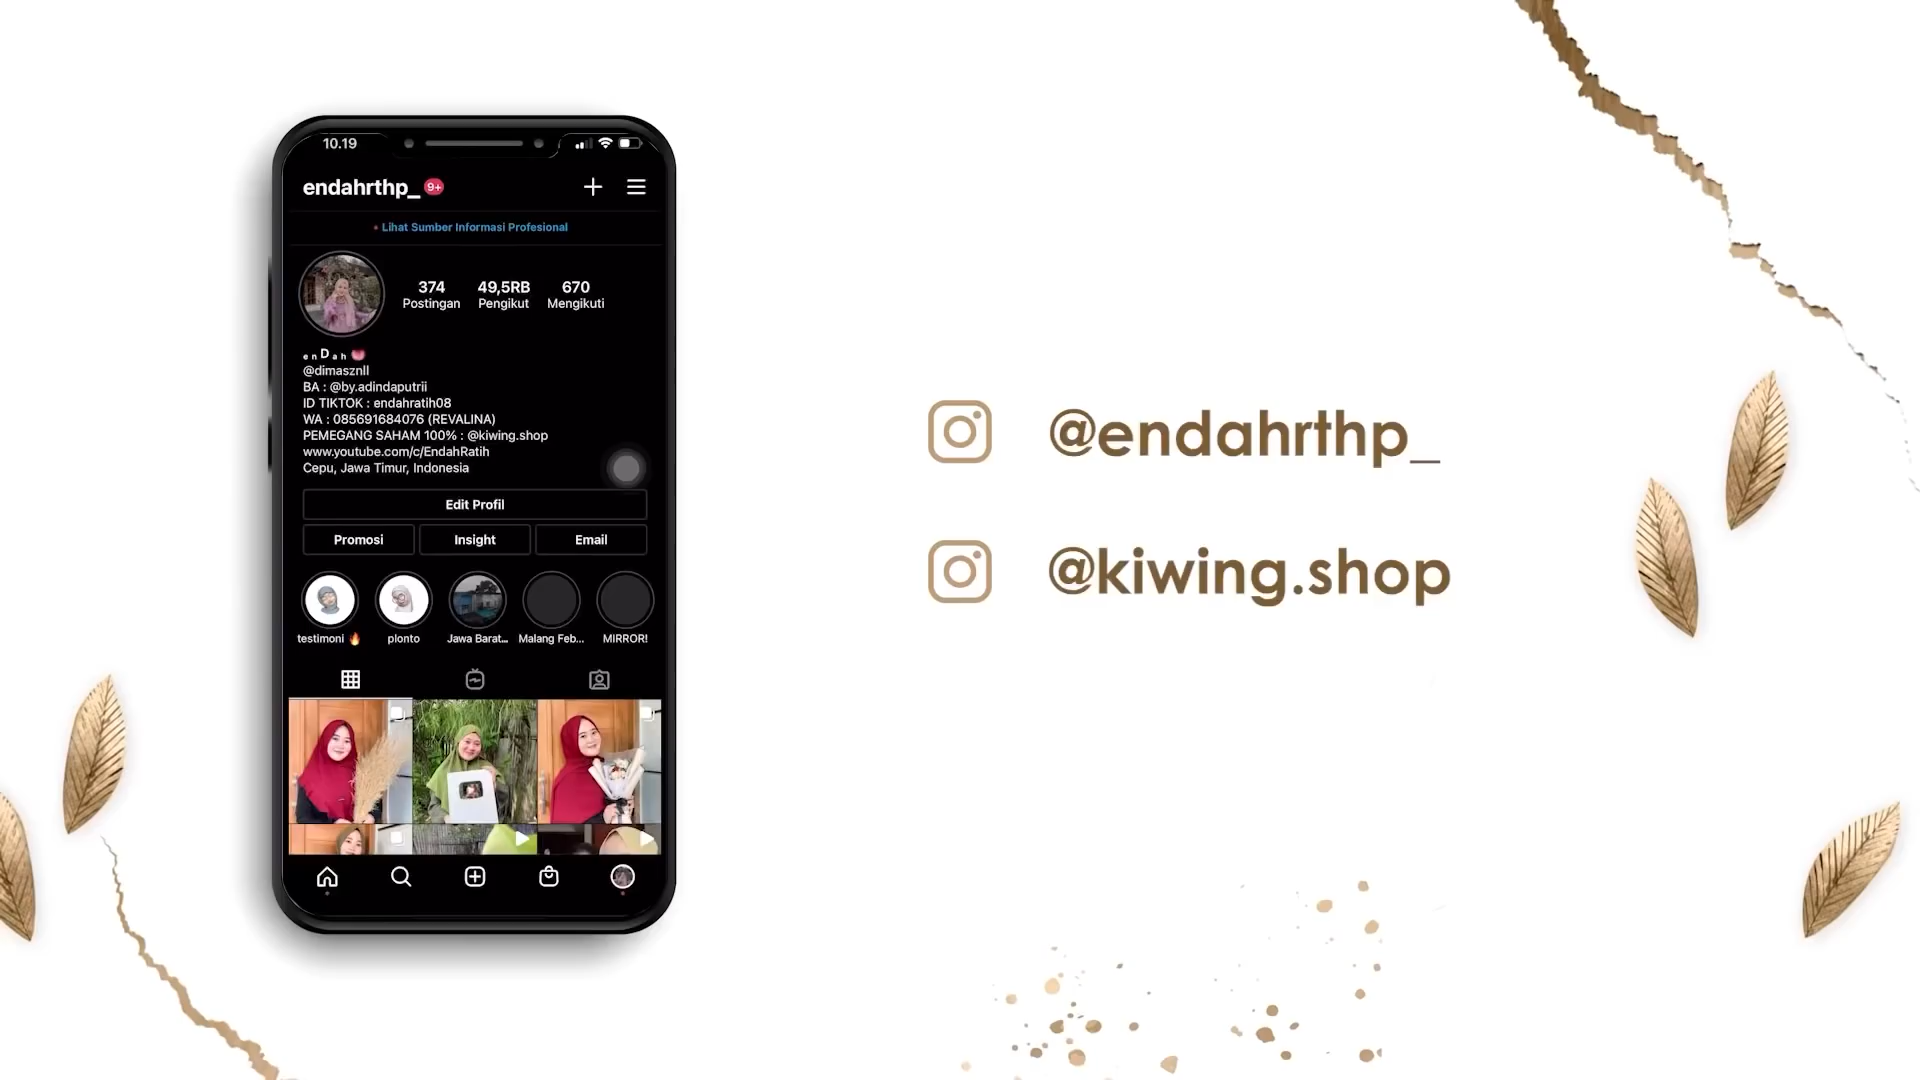 10.19
endahrthp_ 9+
• Lihat Sumber Informasi Profesional
374 49,5RB 670
Postingan Pengikut Mengikuti
ₑ ₙ D ₐ ₕ 👅
@dimasznll
BA : @by.adindaputrii
ID TIKTOK : endahratih08
WA : 085691684076 (REVALINA)
PEMEGANG SAHAM 100% : @kiwing.shop
www.youtube.com/c/EndahRatih
Cepu, Jawa Timur, Indonesia
Edit Profil
Promosi Insight Email
testimoni 🔥 plonto Jawa Barat... Malang Feb... MIRROR!
@endahrthp_
@kiwing.shop